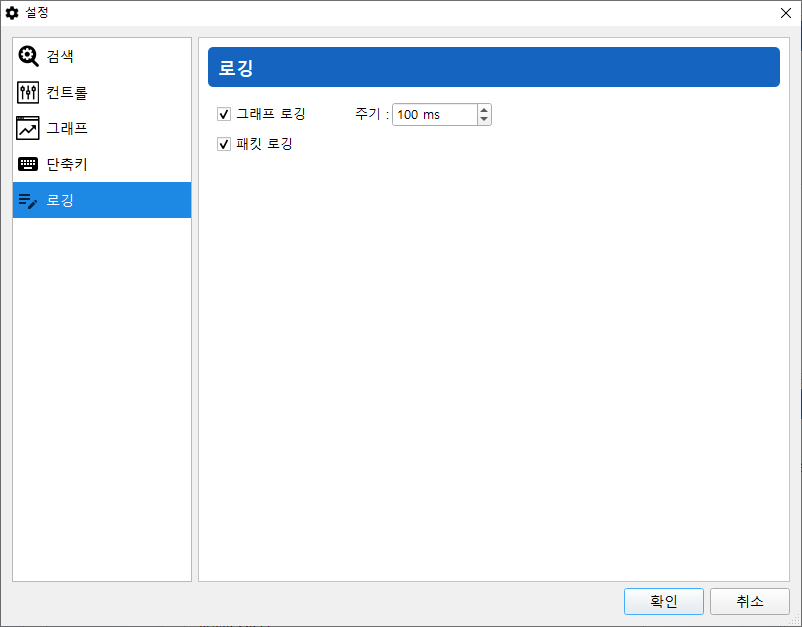 설정
검색
컨트롤
그래프
단축키
로깅
로깅
그래프 로깅 주기 : 100 ms
패킷 로깅
확인 취소